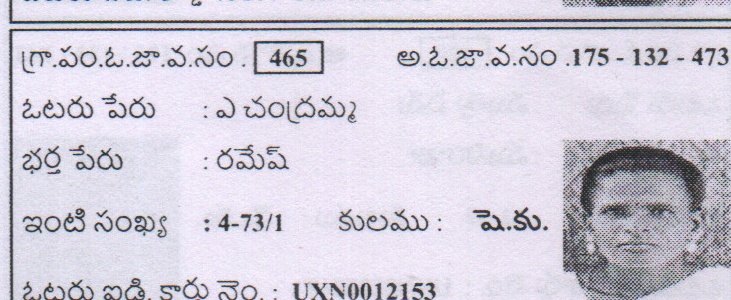 గ్రా.పం.ఓ.జా.వ.సం . 465 అ.ఓ.జా.వ.సం .175 - 132 - 473
ఓటరు పేరు : ఎ చంద్రమ్మ
భర్త పేరు : రమేష్
ఇంటి సంఖ్య : 4-73/1 కులము : షె.కు.
ఓటరు ఐడి. కార్డు నెం. : UXN0012153